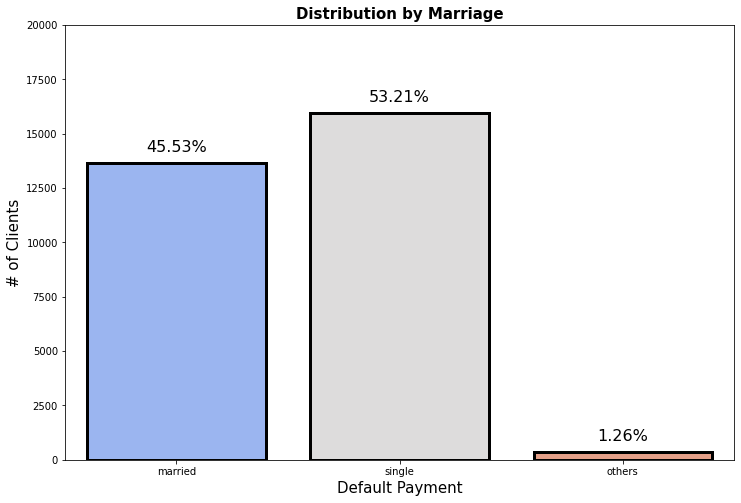 Distribution by Marriage
20000
17500
15000
12500
10000
7500
5000
2500
0
# of Clients
45.53%
53.21%
1.26%
married
single
others
Default Payment